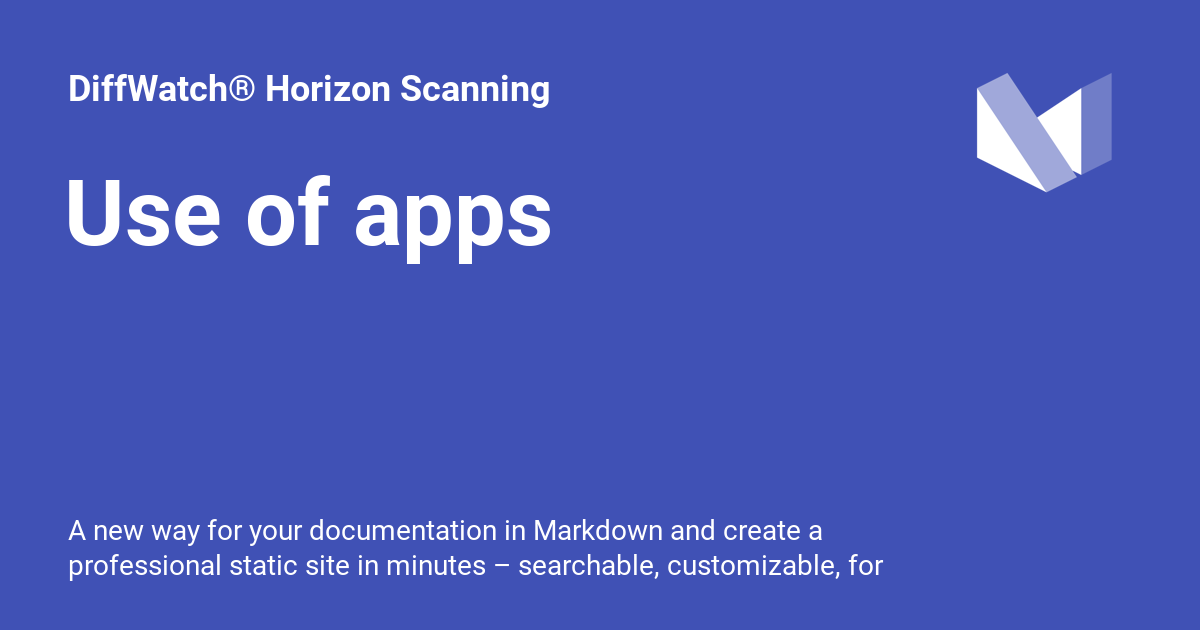 DiffWatch® Horizon Scanning
Use of apps
A new way for your documentation in Markdown and create a
professional static site in minutes – searchable, customizable, for